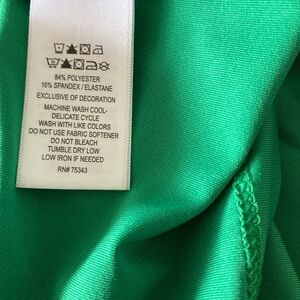 84% POLYESTER
16% SPANDEX / ELASTANE
EXCLUSIVE OF DECORATION
MACHINE WASH COOL-
DELICATE CYCLE
WASH WITH LIKE COLORS
DO NOT USE FABRIC SOFTENER
DO NOT BLEACH
TUMBLE DRY LOW
LOW IRON IF NEEDED
RN# 75343